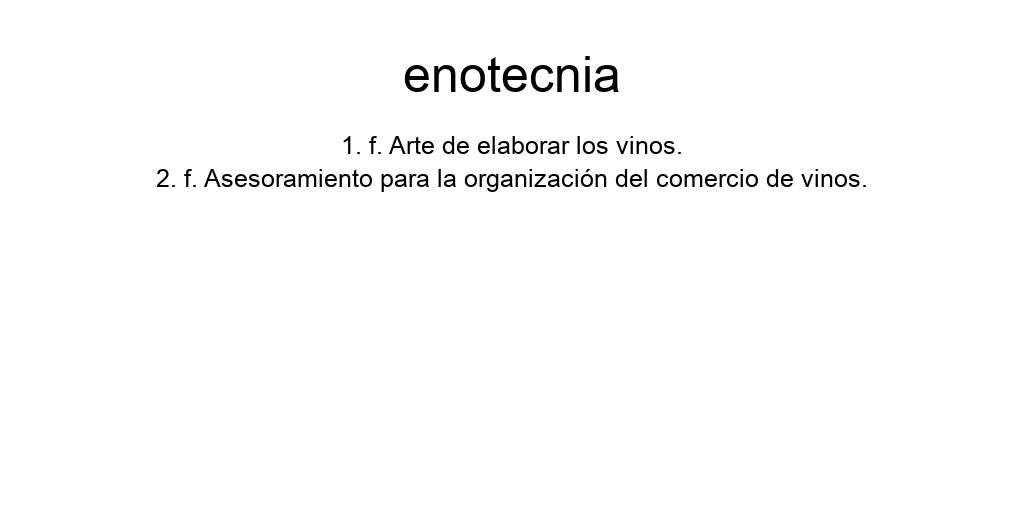 enotecnia
1. f. Arte de elaborar los vinos.
2. f. Asesoramiento para la organización del comercio de vinos.